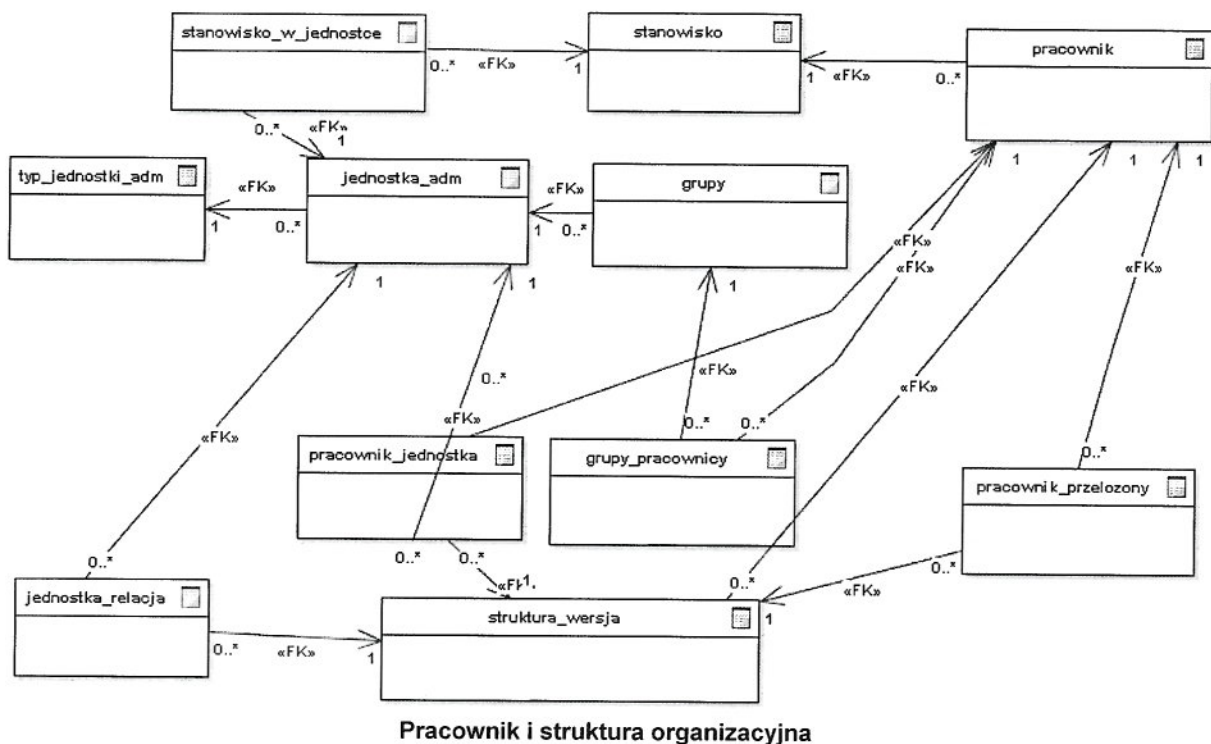 stanowisko_w_jednostce
stanowisko
pracownik
0..* «FK» 1
1 «FK» 0..*
0..* «FK» 1
typ_jednostki_adm
jednostka_adm
grupy
«FK»
1 0..*
«FK»
1 0..*
1 1 1
«FK»
«FK»
«FK»
1 1 1
0..*
«FK»
«FK»
«FK»
«FK»
0..* 0..*
pracownik_jednostka
grupy_pracownicy
0..*
pracownik_przelozony
0..* 0..*
0..*
«FK»
1.
0..*
0..*
«FK»
1
jednostka_relacja
struktura_wersja
0..* «FK» 1
Pracownik i struktura organizacyjna